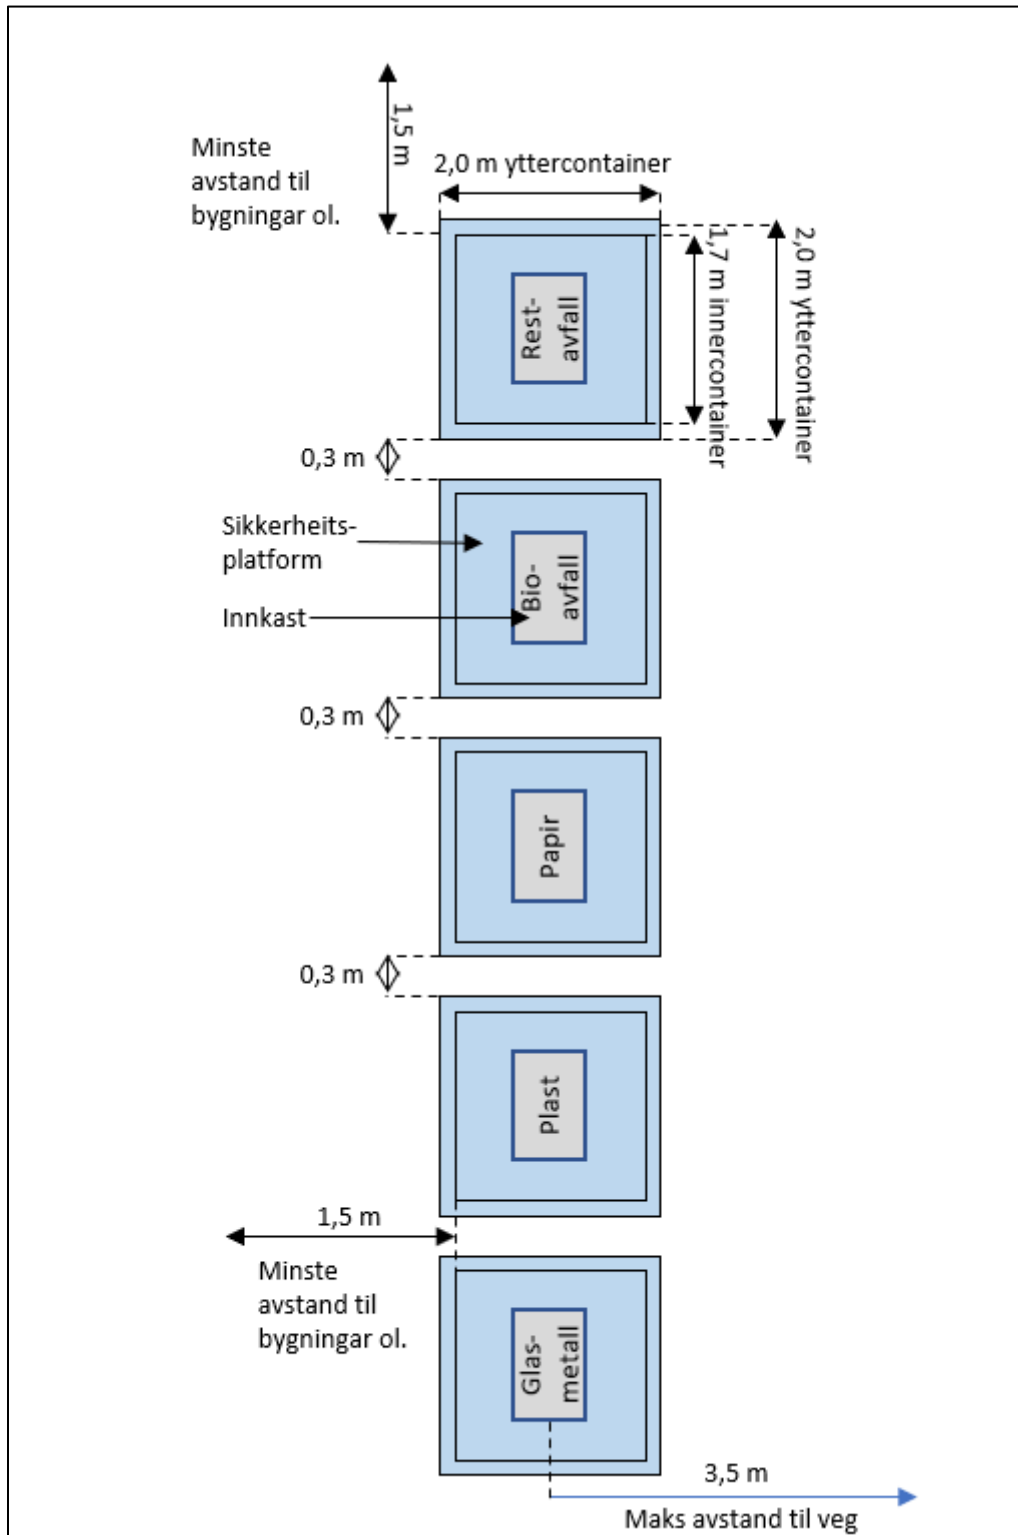 1,5 m
Minste
avstand til
bygningar ol.
2,0 m yttercontainer
1,7 m innercontainer
2,0 m yttercontainer
Rest-
avfall
0,3 m
Sikkerheits-
platform
Innkast
Bio-
avfall
0,3 m
Papir
0,3 m
Plast
1,5 m
Minste
avstand til
bygningar ol.
Glas-
metall
3,5 m
Maks avstand til veg